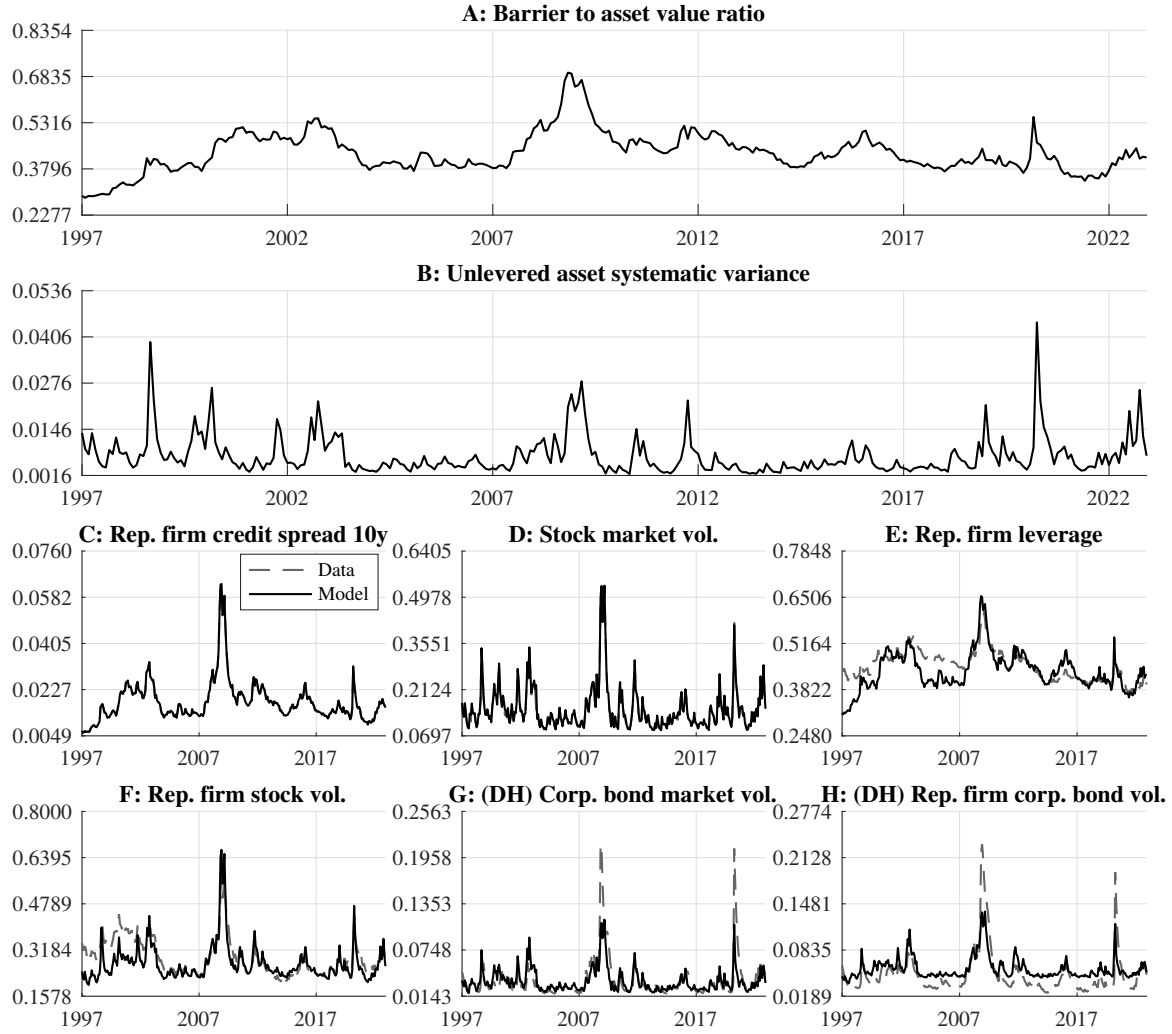 A: Barrier to asset value ratio
0.8354
0.6835
0.5316
0.3796
0.2277
1997 2002 2007 2012 2017 2022
B: Unlevered asset systematic variance
0.0536
0.0406
0.0276
0.0146
0.0016
1997 2002 2007 2012 2017 2022
C: Rep. firm credit spread 10y
0.0760
0.0582
0.0405
0.0227
0.0049
1997 2007 2017
Data
Model
D: Stock market vol.
0.6405
0.4978
0.3551
0.2124
0.0697
1997 2007 2017
E: Rep. firm leverage
0.7848
0.6506
0.5164
0.3822
0.2480
1997 2007 2017
F: Rep. firm stock vol.
0.8000
0.6395
0.4789
0.3184
0.1578
1997 2007 2017
G: (DH) Corp. bond market vol.
0.2563
0.1958
0.1353
0.0748
0.0143
1997 2007 2017
H: (DH) Rep. firm corp. bond vol.
0.2774
0.2128
0.1481
0.0835
0.0189
1997 2007 2017